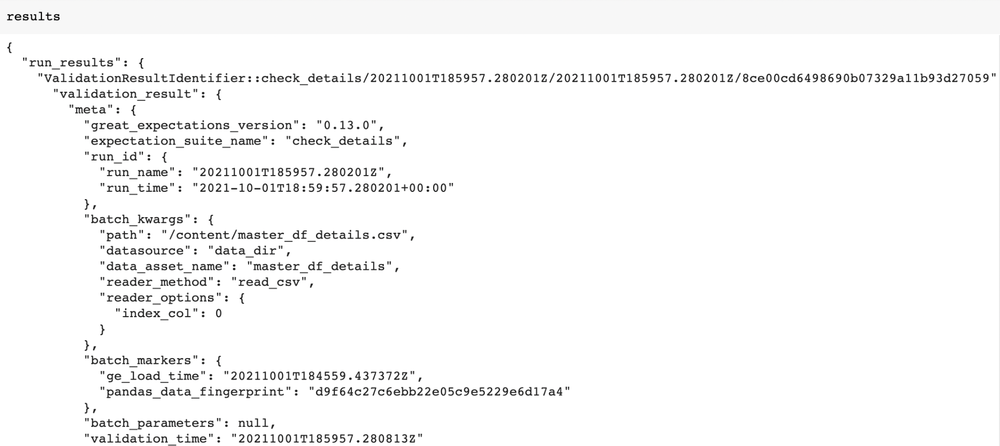 results
{
  "run_results": {
    "ValidationResultIdentifier::check_details/20211001T185957.280201Z/20211001T185957.280201Z/8ce00cd6498690b07329a11b93d27059"
      "validation_result": {
        "meta": {
          "great_expectations_version": "0.13.0",
          "expectation_suite_name": "check_details",
          "run_id": {
            "run_name": "20211001T185957.280201Z",
            "run_time": "2021-10-01T18:59:57.280201+00:00"
          },
          "batch_kwargs": {
            "path": "/content/master_df_details.csv",
            "datasource": "data_dir",
            "data_asset_name": "master_df_details",
            "reader_method": "read_csv",
            "reader_options": {
              "index_col": 0
            }
          },
          "batch_markers": {
            "ge_load_time": "20211001T184559.437372Z",
            "pandas_data_fingerprint": "d9f64c27c6ebb22e05c9e5229e6d17a4"
          },
          "batch_parameters": null,
          "validation_time": "20211001T185957.280813Z"